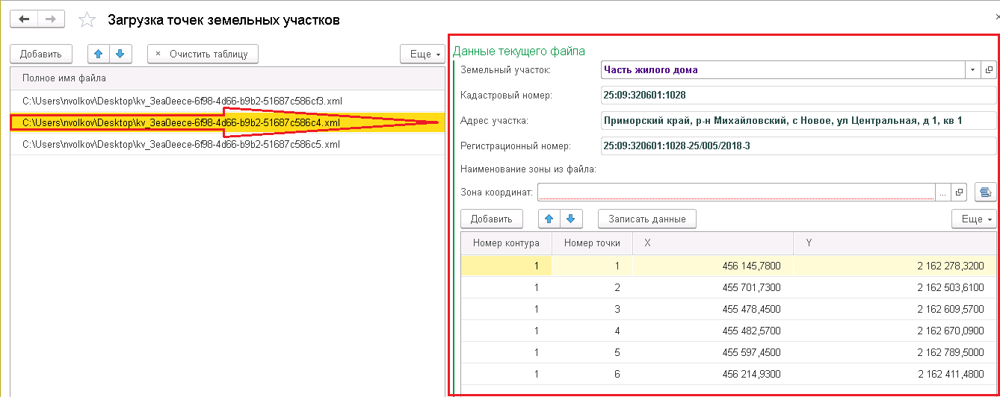 Загрузка точек земельных участков
Добавить
× Очистить таблицу
Еще
Полное имя файла
C:\Users\nvolkov\Desktop\kv_3ea0eece-6f98-4d66-b9b2-51687c586cf3.xml
C:\Users\nvolkov\Desktop\kv_3ea0eece-6f98-4d66-b9b2-51687c586c4.xml
C:\Users\nvolkov\Desktop\kv_3ea0eece-6f98-4d66-b9b2-51687c586c5.xml
Данные текущего файла
Земельный участок: Часть жилого дома
Кадастровый номер: 25:09:320601:1028
Адрес участка: Приморский край, р-н Михайловский, с Новое, ул Центральная, д 1, кв 1
Регистрационный номер: 25:09:320601:1028-25/005/2018-3
Наименование зоны из файла:
Зона координат: ...
Добавить Записать данные Еще
Номер контура Номер точки X Y
1 1 456 145,7800 2 162 278,3200
1 2 455 701,7300 2 162 503,6100
1 3 455 478,4500 2 162 609,5700
1 4 455 482,5700 2 162 670,0900
1 5 455 597,4500 2 162 789,5000
1 6 456 214,9300 2 162 411,4800